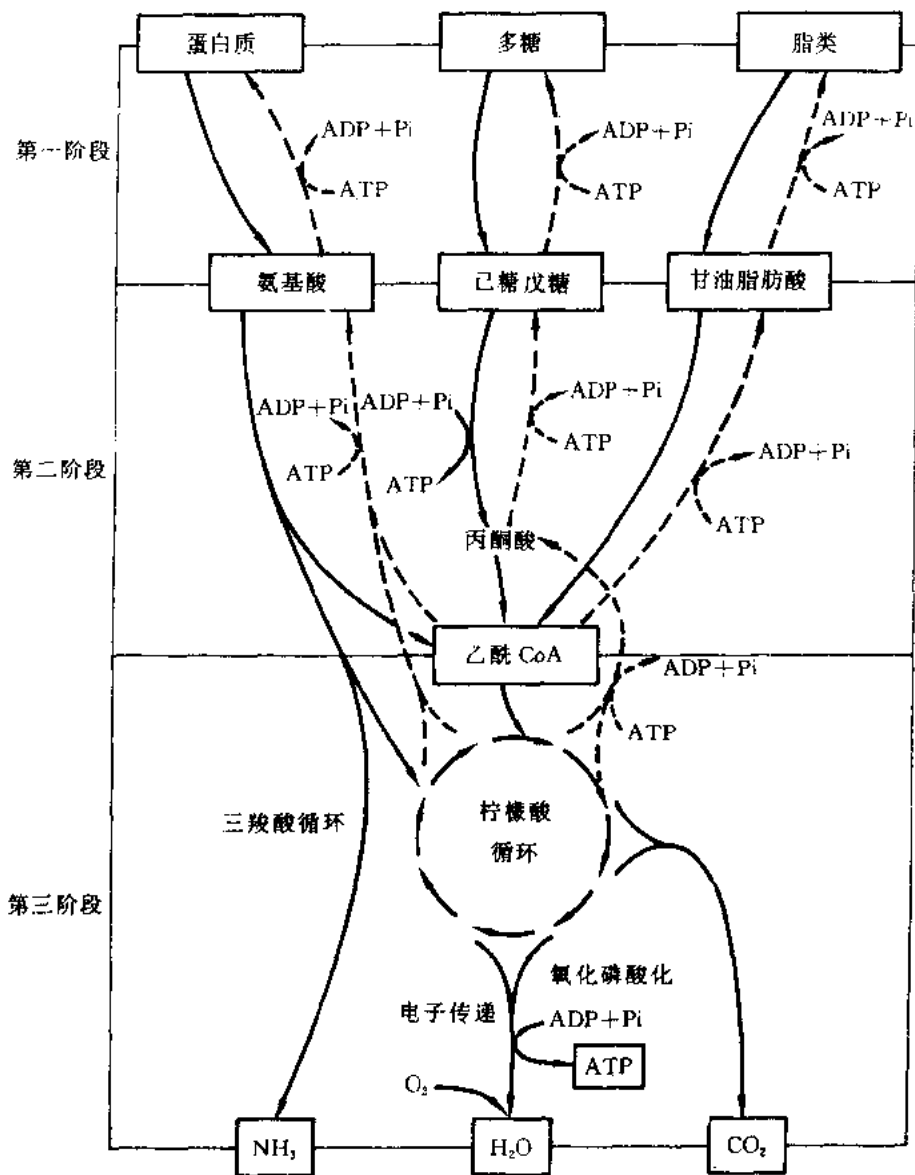 蛋白质
多糖
脂类
第一阶段
ADP+Pi
ATP
ADP+Pi
ATP
ADP+Pi
ATP
氨基酸
己糖戊糖
甘油脂肪酸
第二阶段
ADP+Pi
ATP
ADP+Pi
ATP
ADP+Pi
ATP
ADP+Pi
ATP
丙酮酸
乙酰 CoA
ADP+Pi
ATP
三羧酸循环
柠檬酸
循环
第三阶段
氧化磷酸化
电子传递
ADP+Pi
ATP
O₂
NH₃
H₂O
CO₂